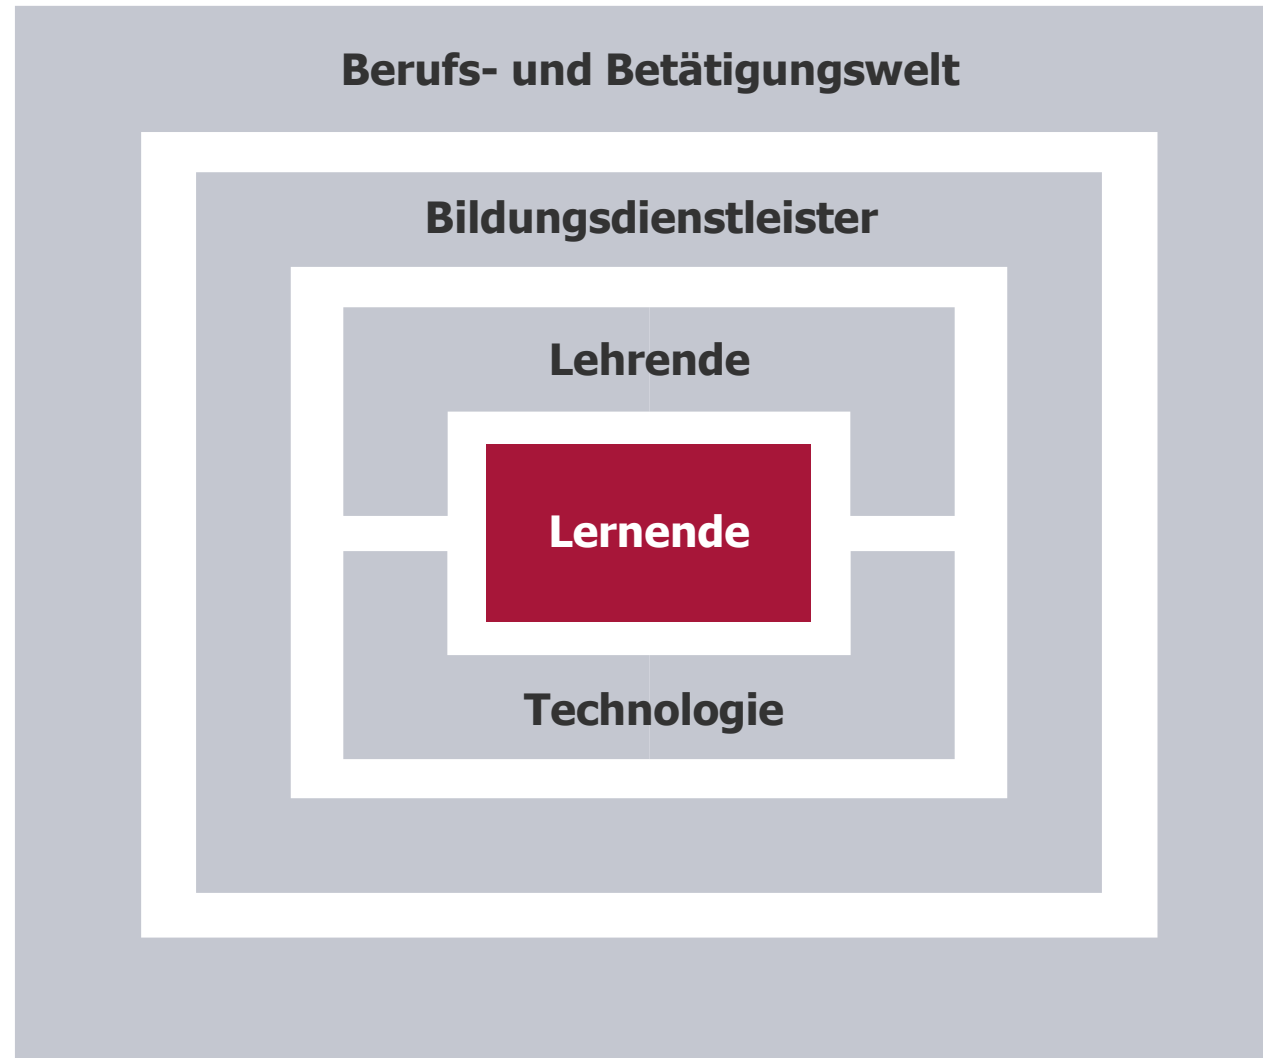 Berufs- und Betätigungswelt
Bildungsdienstleister
Lehrende
Lernende
Technologie